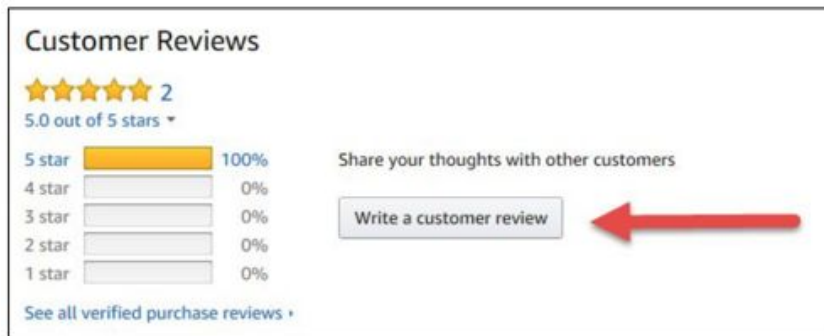 Customer Reviews
2
5.0 out of 5 stars
5 star 100%
4 star 0%
3 star 0%
2 star 0%
1 star 0%
See all verified purchase reviews ›
Share your thoughts with other customers
Write a customer review